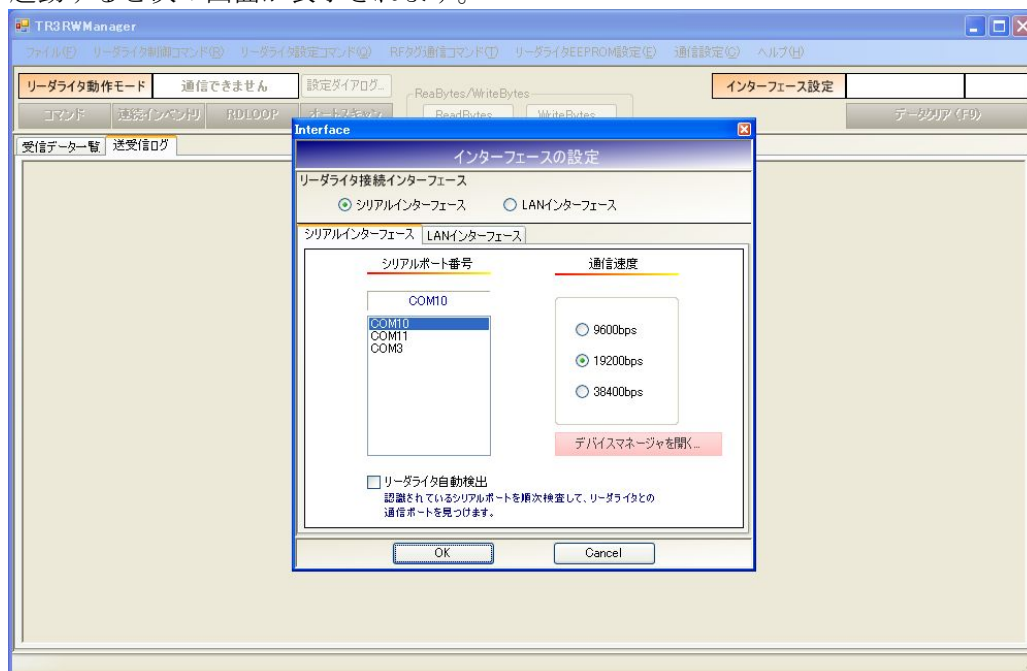 起動すると次の画面が表示されます。
TR3RWManager
ファイル(F) リーダライタ制御コマンド(B) リーダライタ設定コマンド(Q) RFタグ通信コマンド(T) リーダライタEEPROM設定(E) 通信設定(C) ヘルプ(H)
リーダライタ動作モード 通信できません 設定ダイアログ... ReaBytes/WriteBytes インターフェース設定
コマンド 連続インベントリ RDLOOP オートスキャン ReadBytes WriteBytes データクリア (F9)
受信データ一覧 送受信ログ
Interface
インターフェースの設定
リーダライタ接続インターフェース
シリアルインターフェース LANインターフェース
シリアルインターフェース LANインターフェース
シリアルポート番号 通信速度
COM10
COM10
COM11
COM3
9600bps
19200bps
38400bps
デバイスマネージャを開く...
リーダライタ自動検出
認識されているシリアルポートを順次検査して、リーダライタとの
通信ポートを見つけます。
OK Cancel